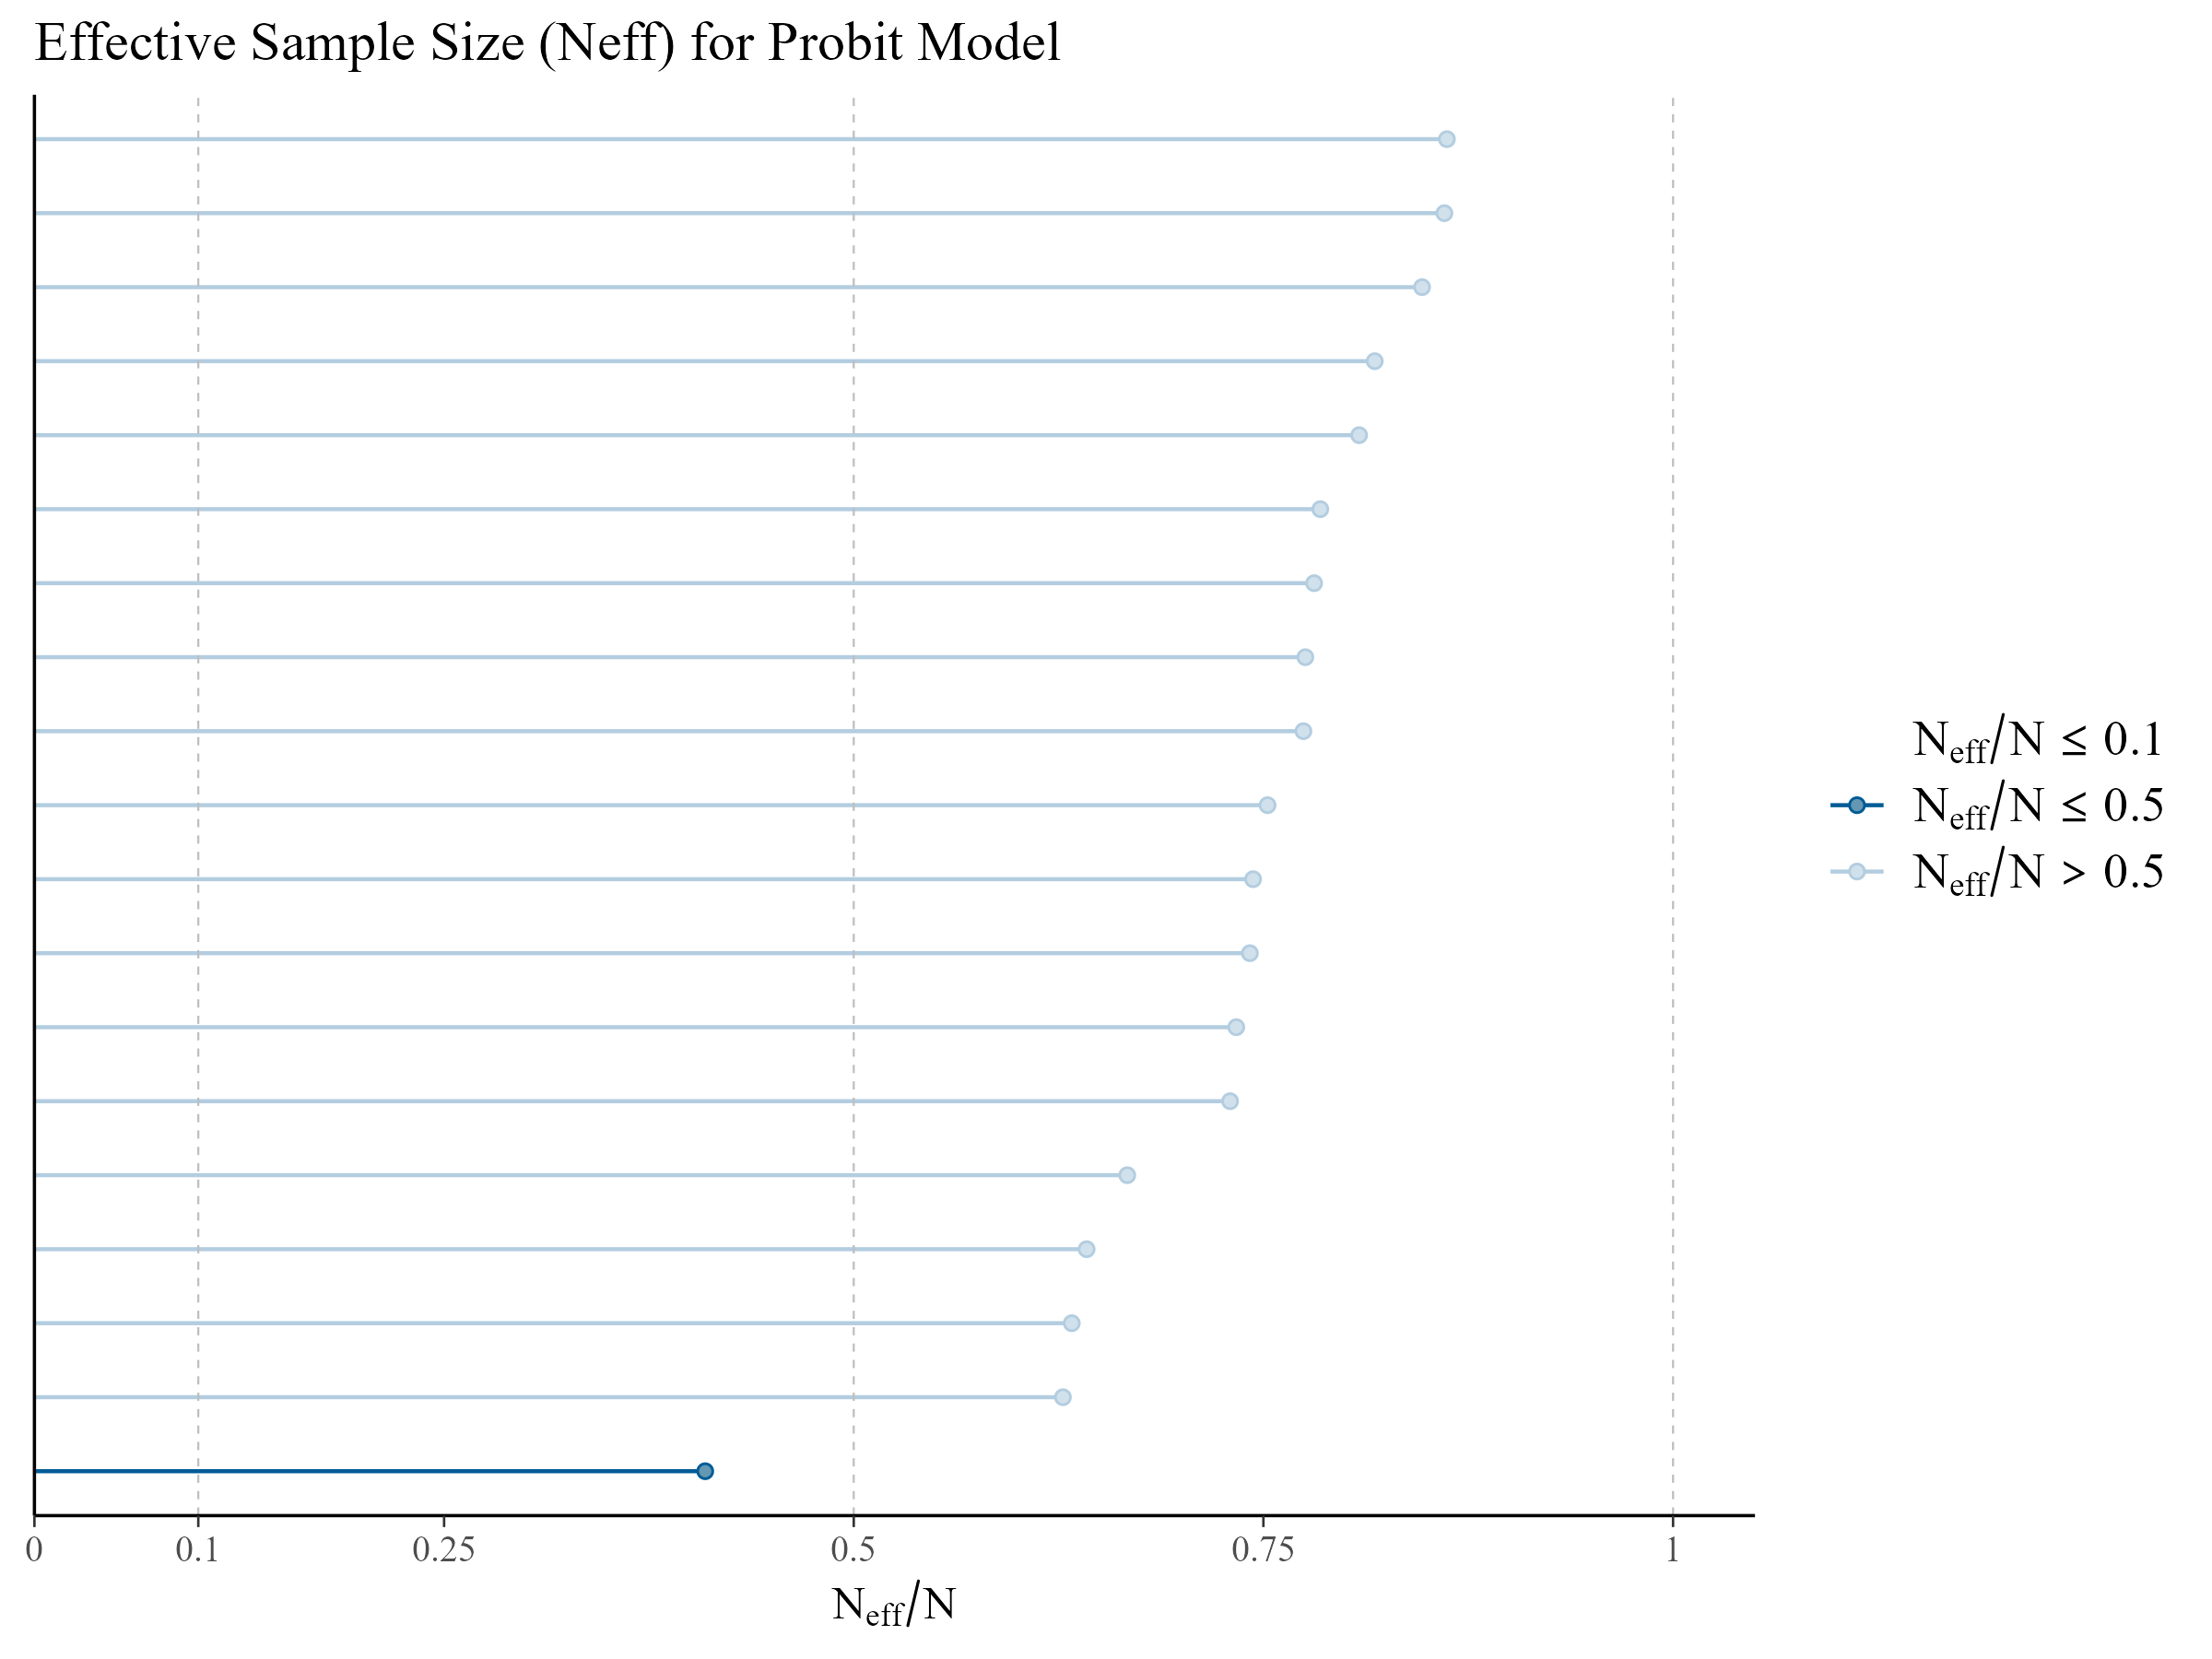 Effective Sample Size (Neff) for Probit Model
Neff/N ≤ 0.1
Neff/N ≤ 0.5
Neff/N > 0.5
0 0.1 0.25 0.5 0.75 1
Neff/N